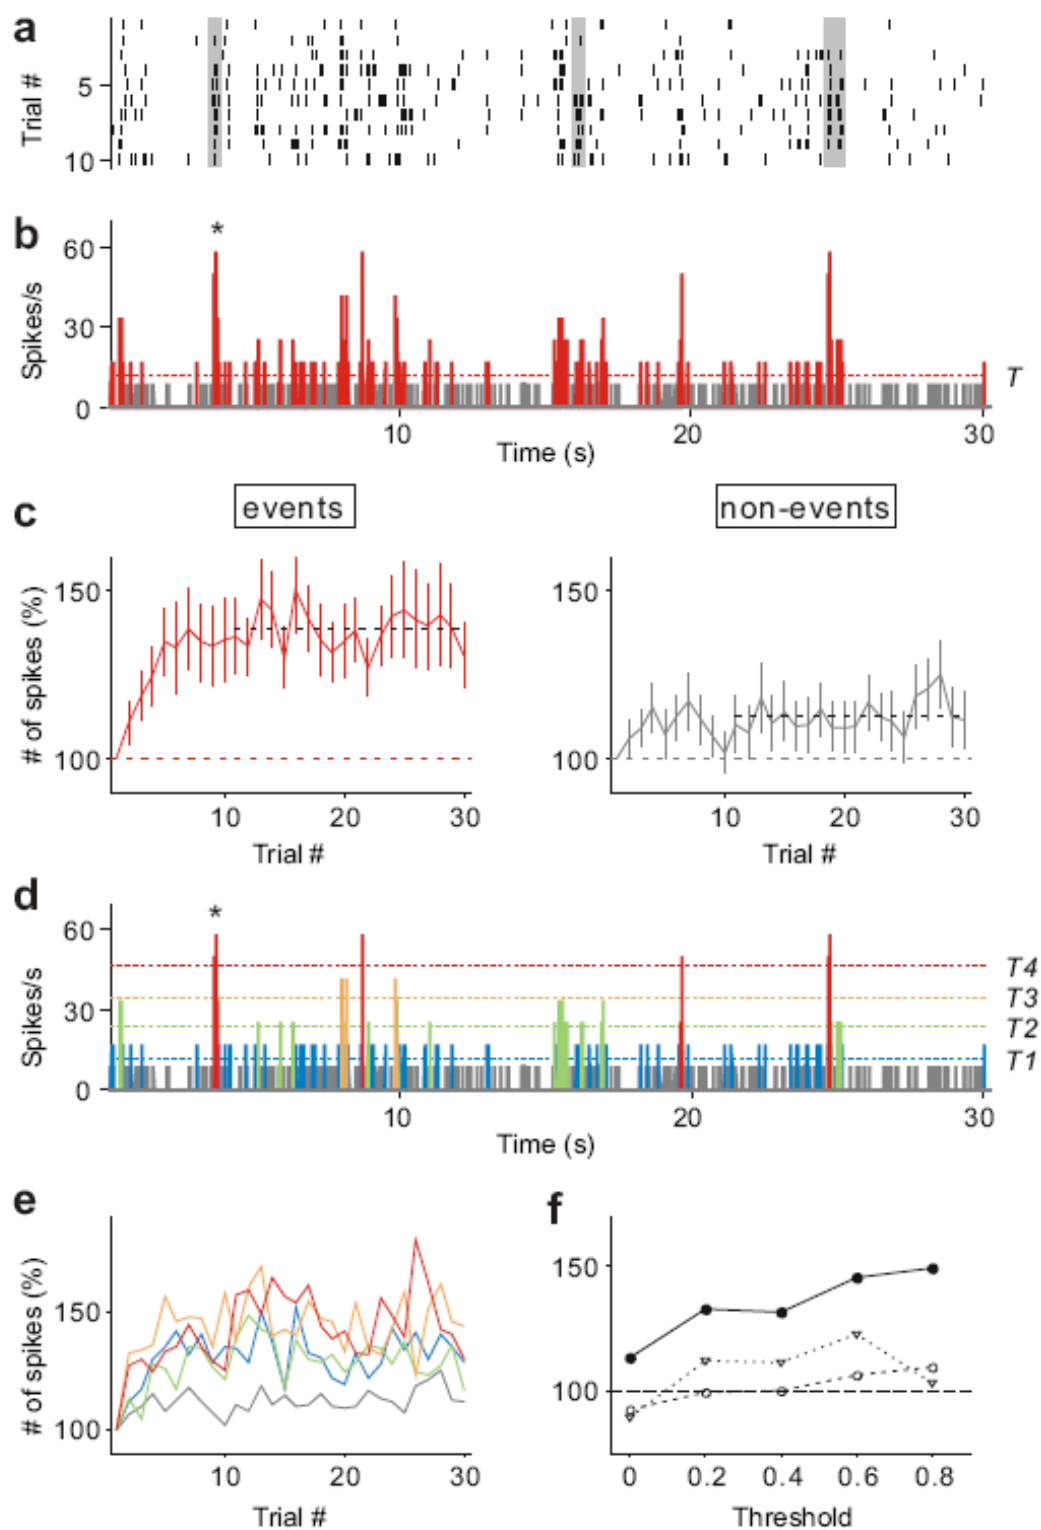 a
Trial #
5
10
b
*
Spikes/s
60
30
0
T
10
20
30
Time (s)
c
events
non-events
# of spikes (%)
150
100
10
20
30
Trial #
150
100
10
20
30
Trial #
d
*
Spikes/s
60
30
0
T4
T3
T2
T1
10
20
30
Time (s)
e
# of spikes (%)
150
100
10
20
30
Trial #
f
150
100
0
0.2
0.4
0.6
0.8
Threshold